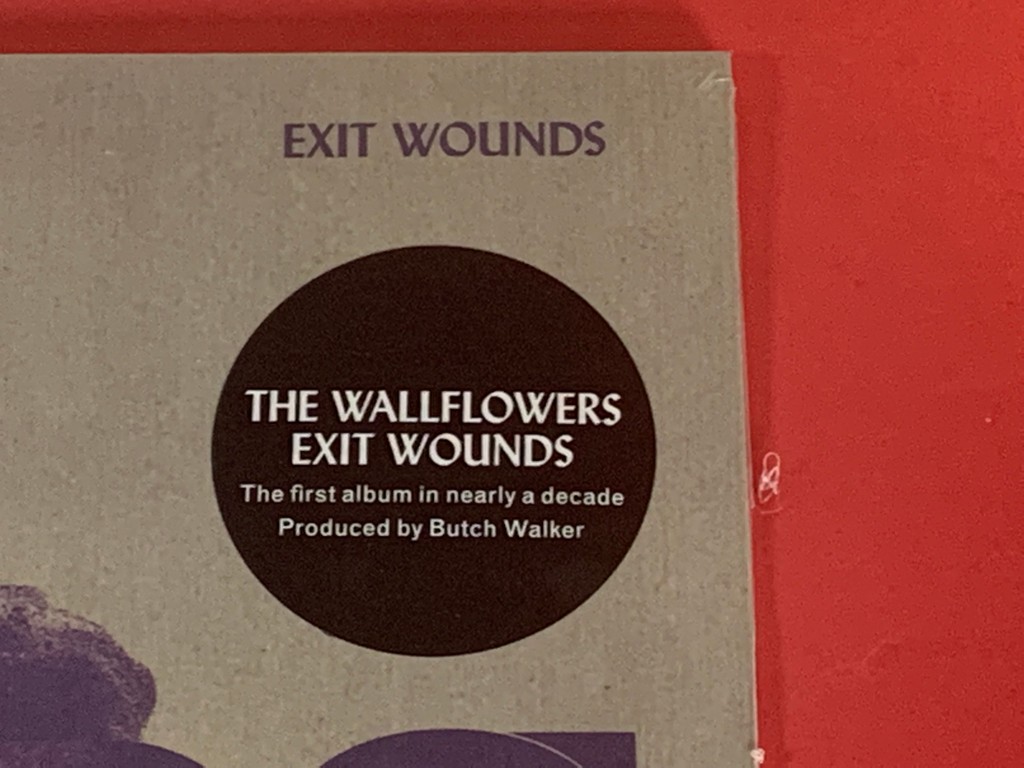 EXIT WOUNDS
THE WALLFLOWERS
EXIT WOUNDS
The first album in nearly a decade
Produced by Butch Walker